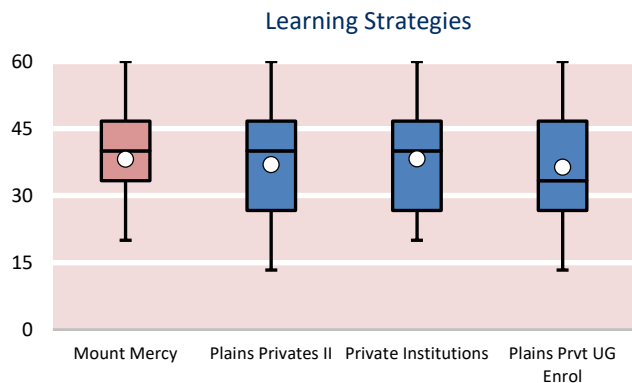 Learning Strategies
60
45
30
15
0
Mount Mercy
Plains Privates II
Private Institutions
Plains Prvt UG
Enrol